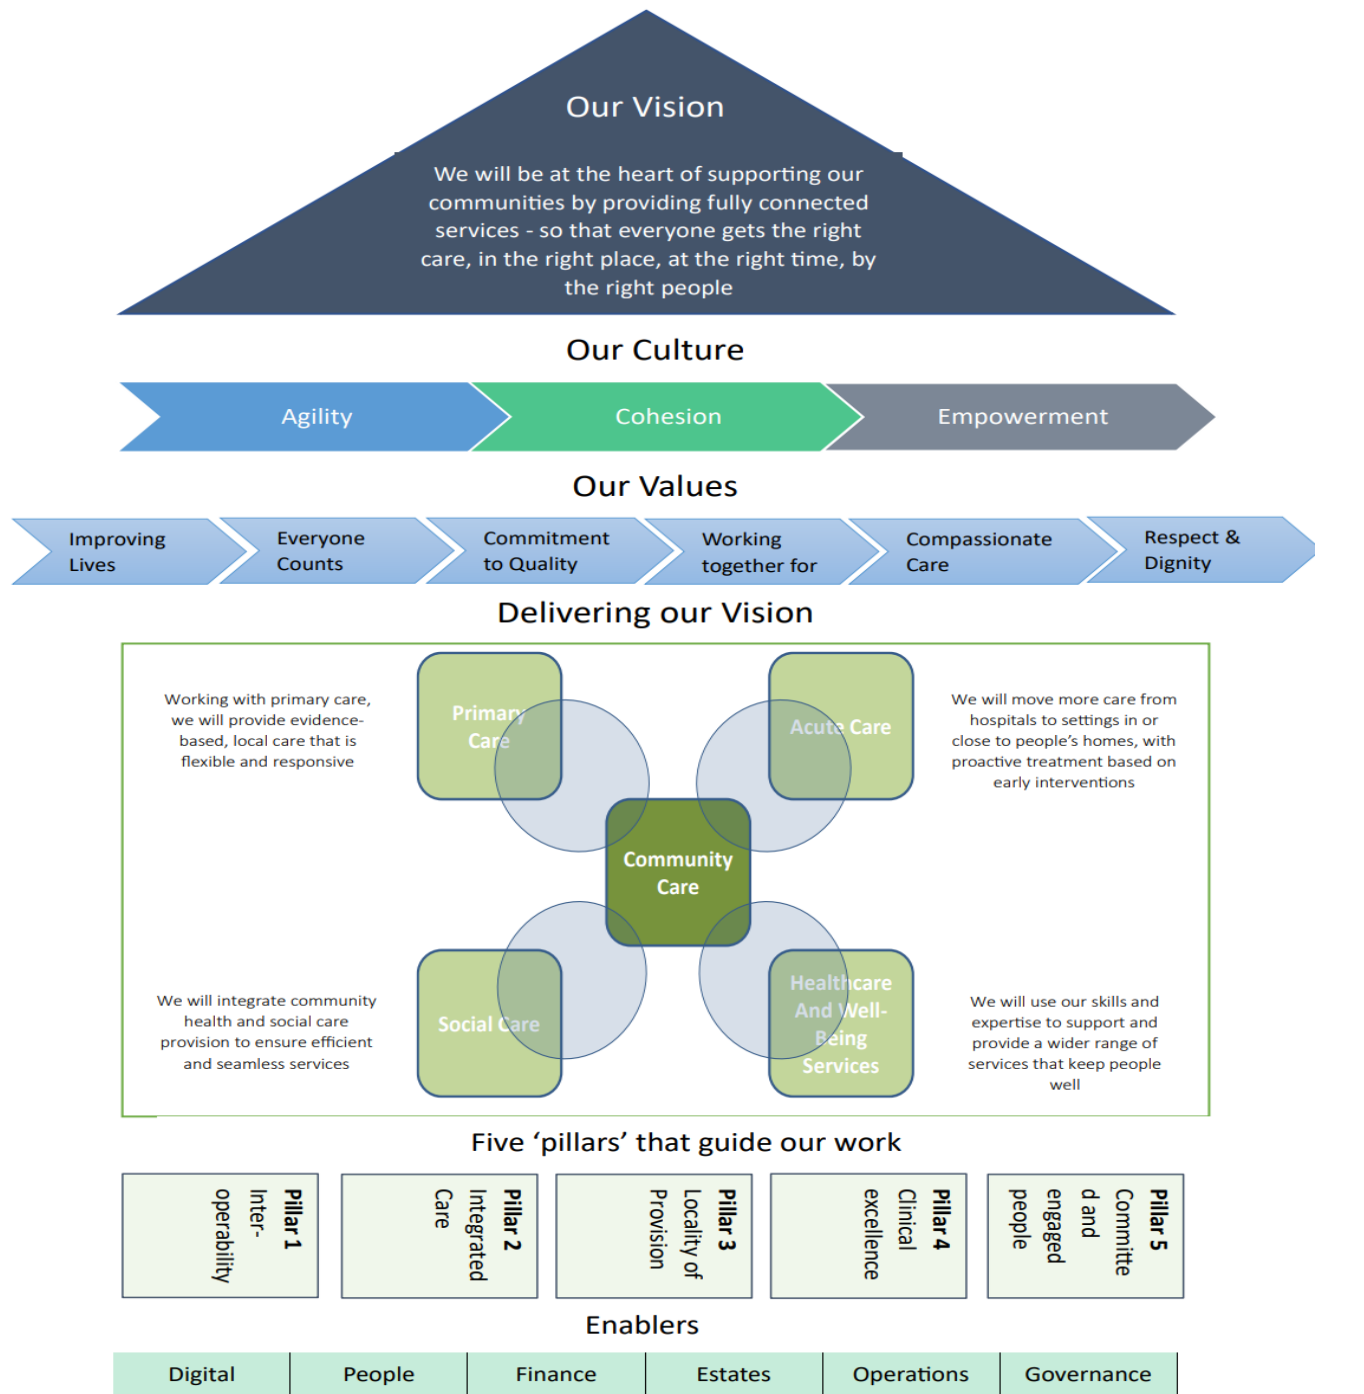 Our Vision
We will be at the heart of supporting our
communities by providing fully connected
services - so that everyone gets the right
care, in the right place, at the right time, by
the right people
Our Culture
Agility
Cohesion
Empowerment
Our Values
Improving
Lives
Everyone
Counts
Commitment
to Quality
Working
together for
Compassionate
Care
Respect &
Dignity
Delivering our Vision
Working with primary care,
we will provide evidence-
based, local care that is
flexible and responsive
Primary
Care
Acute Care
We will move more care from
hospitals to settings in or
close to people's homes, with
proactive treatment based on
early interventions
Community
Care
We will integrate community
health and social care
provision to ensure efficient
and seamless services
Social Care
Healthcare
And Well-
Being
Services
We will use our skills and
expertise to support and
provide a wider range of
services that keep people
well
Five ‘pillars’ that guide our work
Pillar 1
Inter-
operability
Pillar 2
Integrated
Care
Pillar 3
Locality of
Provision
Pillar 4
Clinical
excellence
Pillar 5
Committe
d and
engaged
people
Enablers
Digital
People
Finance
Estates
Operations
Governance